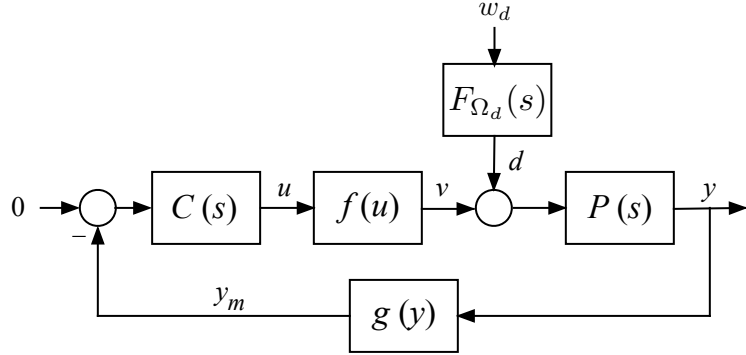 w_d
F_{Ω_d}(s)
d
0
−
C(s)
u
f(u)
v
P(s)
y
y_m
g(y)